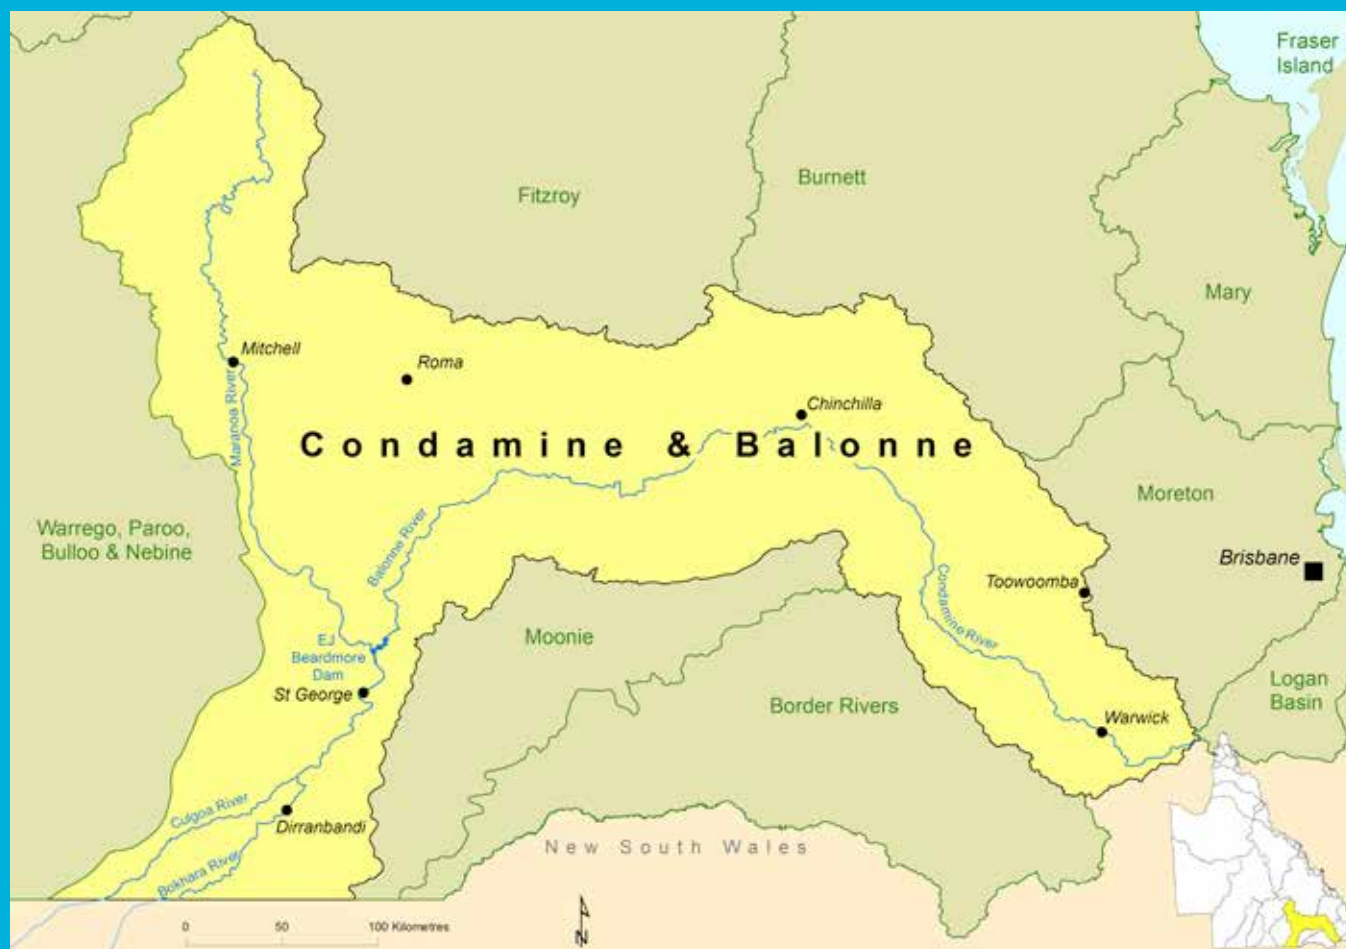 Fraser
Island
Fitzroy
Burnett
Mary
Mitchell
Roma
Chinchilla
Maranoa River
Condamine & Balonne
Moreton
Warrego, Paroo,
Bulloo & Nebine
Balonne River
Brisbane
Condamine River
Toowoomba
Moonie
EJ
Beardmore
Dam
St George
Logan
Basin
Border Rivers
Warwick
Culgoa River
Dirranbandi
New South Wales
Bokhara River
0 50 100 Kilometres
N